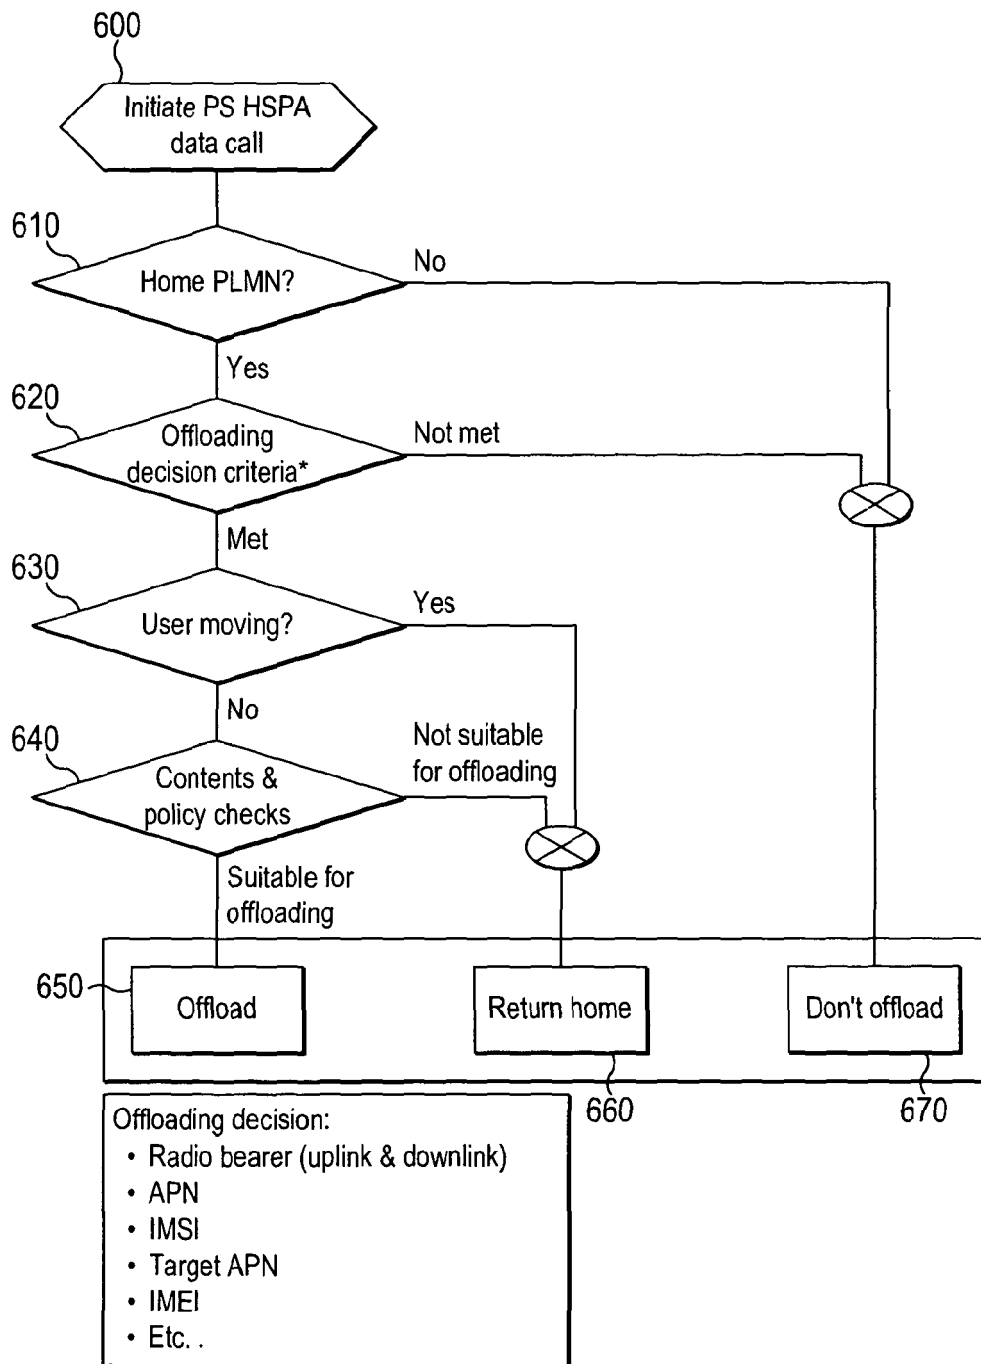 600
Initiate PS HSPA
data call
610
Home PLMN?
No
Yes
620
Offloading
decision criteria*
Not met
Met
630
User moving?
Yes
No
640
Contents &
policy checks
Not suitable
for offloading
Suitable for
offloading
650
Offload
Return home
Don't offload
660
670
Offloading decision:
• Radio bearer (uplink & downlink)
• APN
• IMSI
• Target APN
• IMEI
• Etc. .